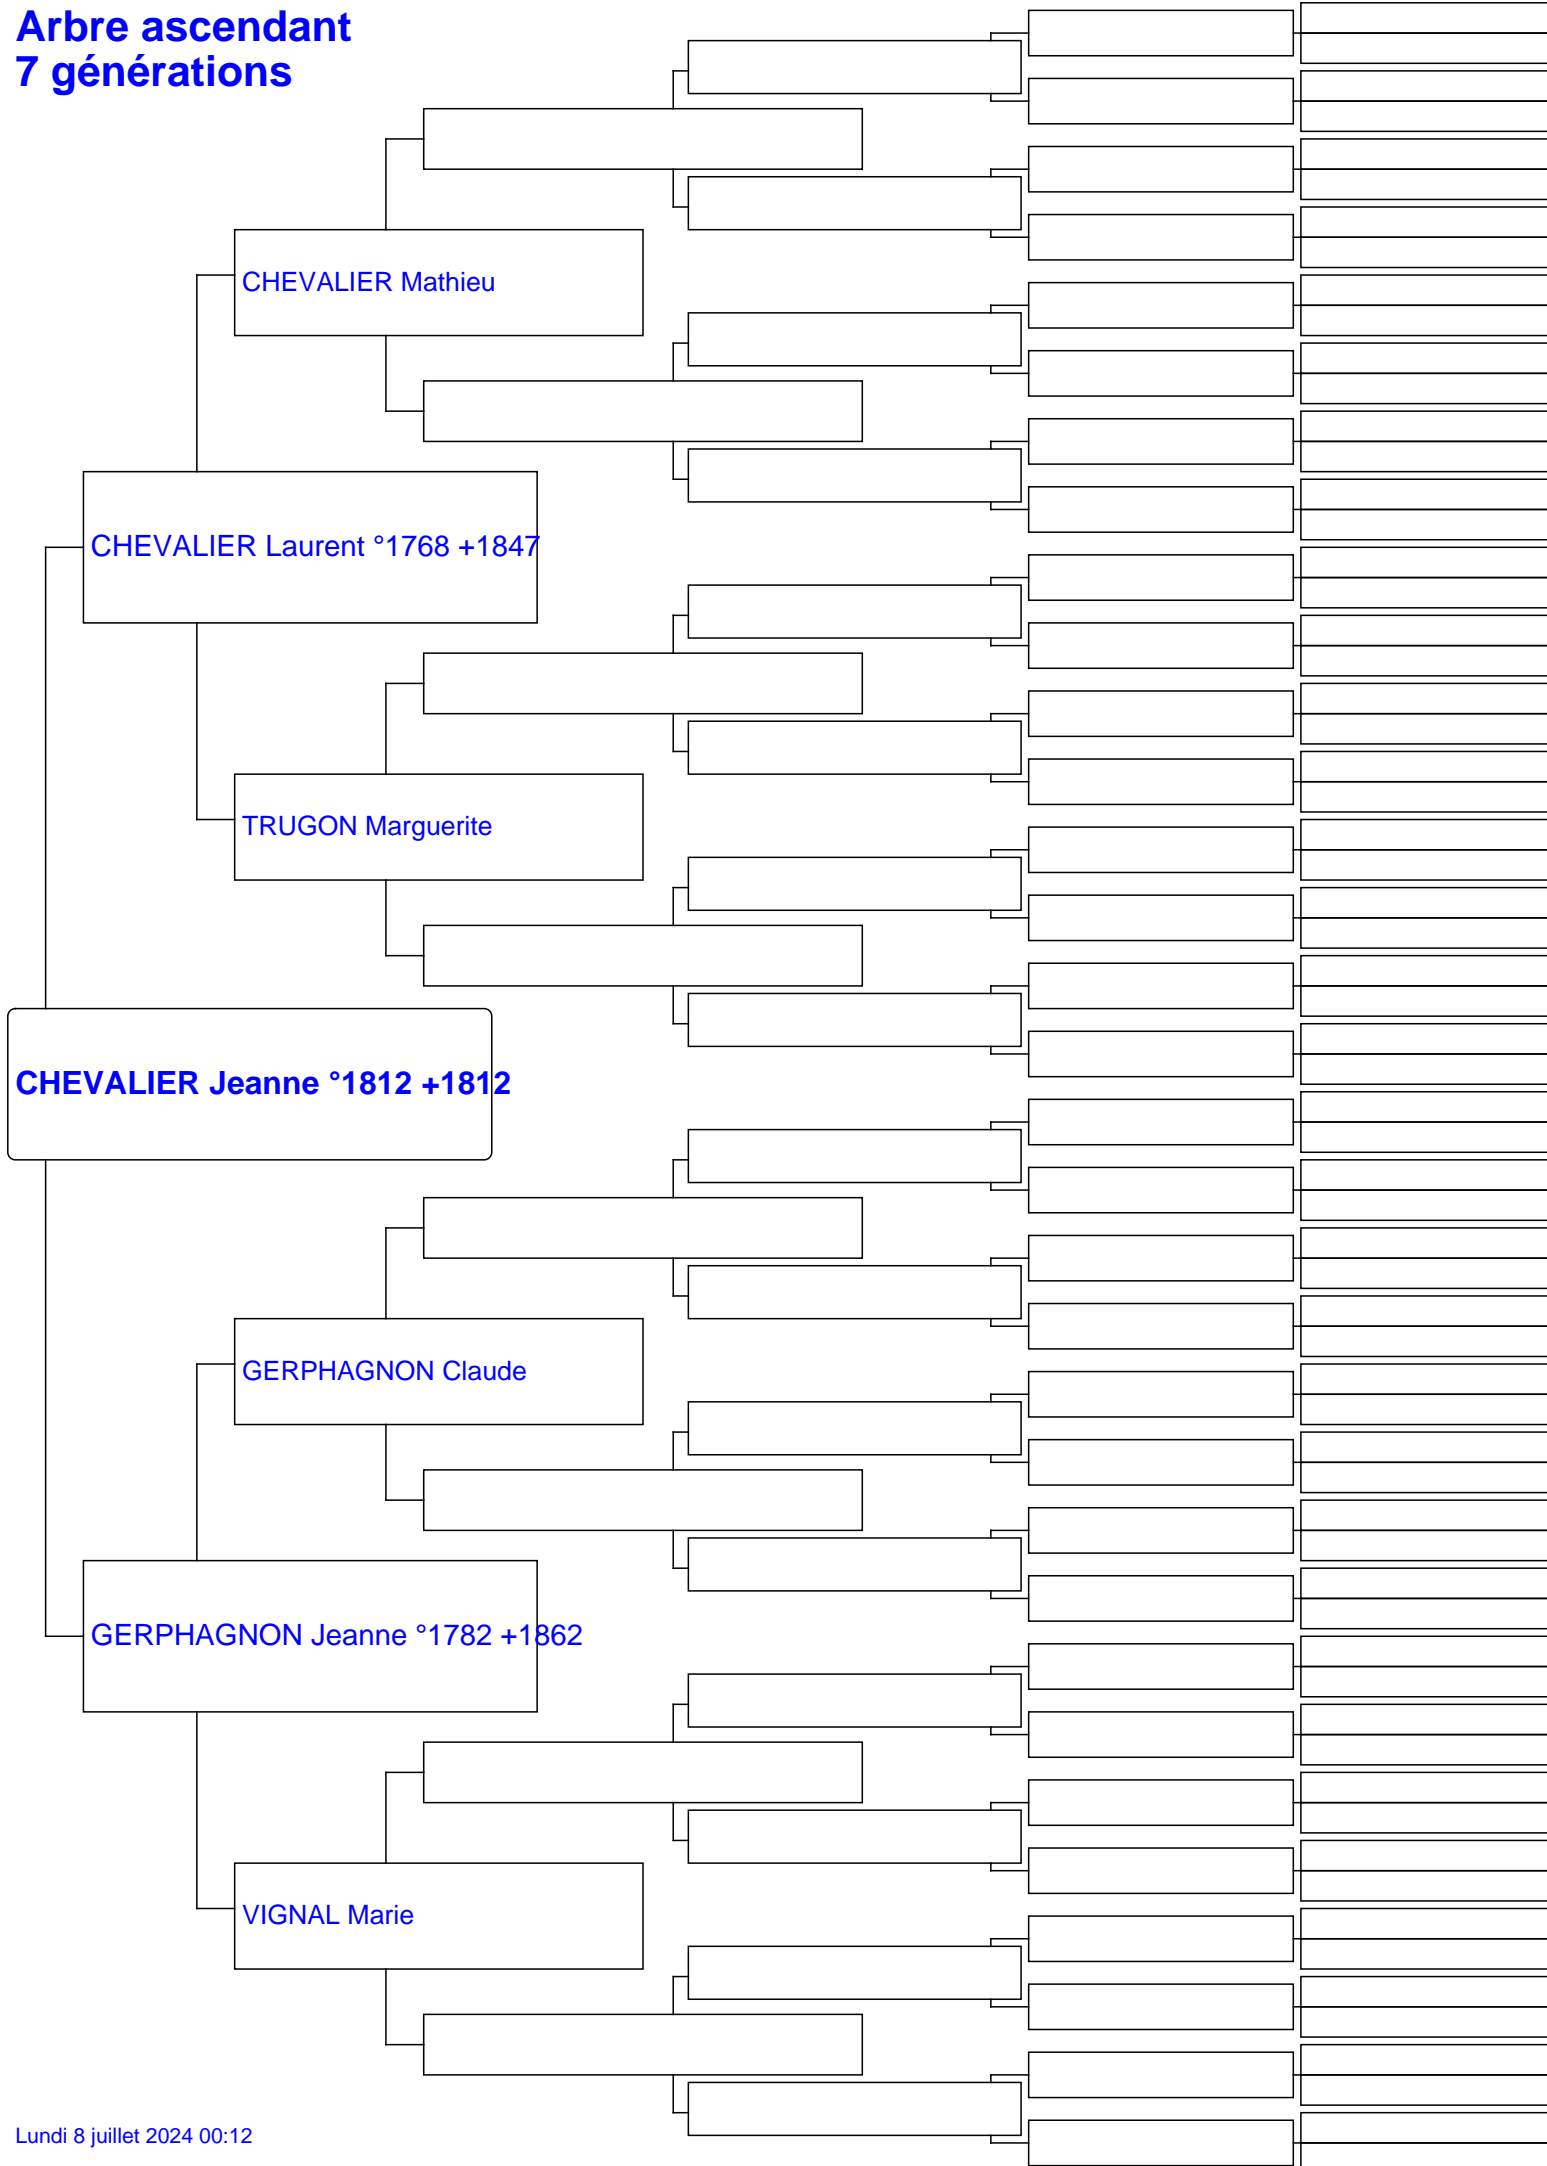 Arbre ascendant
7 générations
CHEVALIER Mathieu
CHEVALIER Laurent °1768 +1847
TRUGON Marguerite
CHEVALIER Jeanne °1812 +1812
GERPHAGNON Claude
GERPHAGNON Jeanne °1782 +1862
VIGNAL Marie
Lundi 8 juillet 2024 00:12